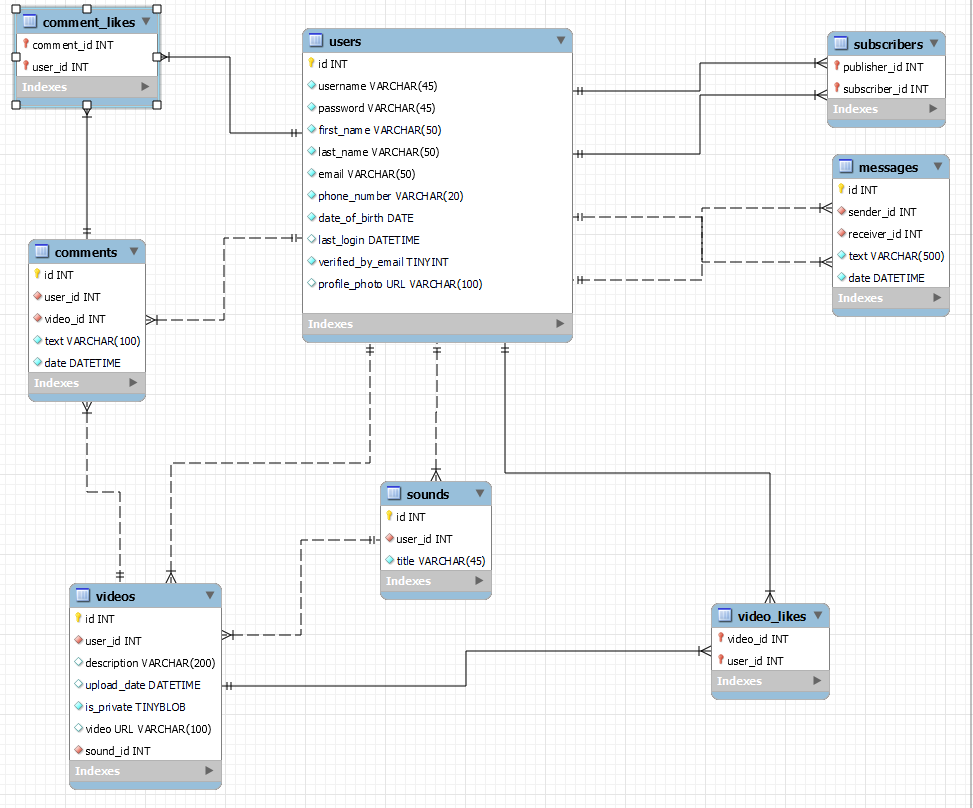 comment_likes
comment_id INT
user_id INT
Indexes
users
id INT
username VARCHAR(45)
password VARCHAR(45)
first_name VARCHAR(50)
last_name VARCHAR(50)
email VARCHAR(50)
phone_number VARCHAR(20)
date_of_birth DATE
last_login DATETIME
verified_by_email TINYINT
profile_photo URL VARCHAR(100)
Indexes
subscribers
publisher_id INT
subscriber_id INT
Indexes
messages
id INT
sender_id INT
receiver_id INT
text VARCHAR(500)
date DATETIME
Indexes
comments
id INT
user_id INT
video_id INT
text VARCHAR(100)
date DATETIME
Indexes
sounds
id INT
user_id INT
title VARCHAR(45)
Indexes
videos
id INT
user_id INT
description VARCHAR(200)
upload_date DATETIME
is_private TINYBLOB
video URL VARCHAR(100)
sound_id INT
Indexes
video_likes
video_id INT
user_id INT
Indexes